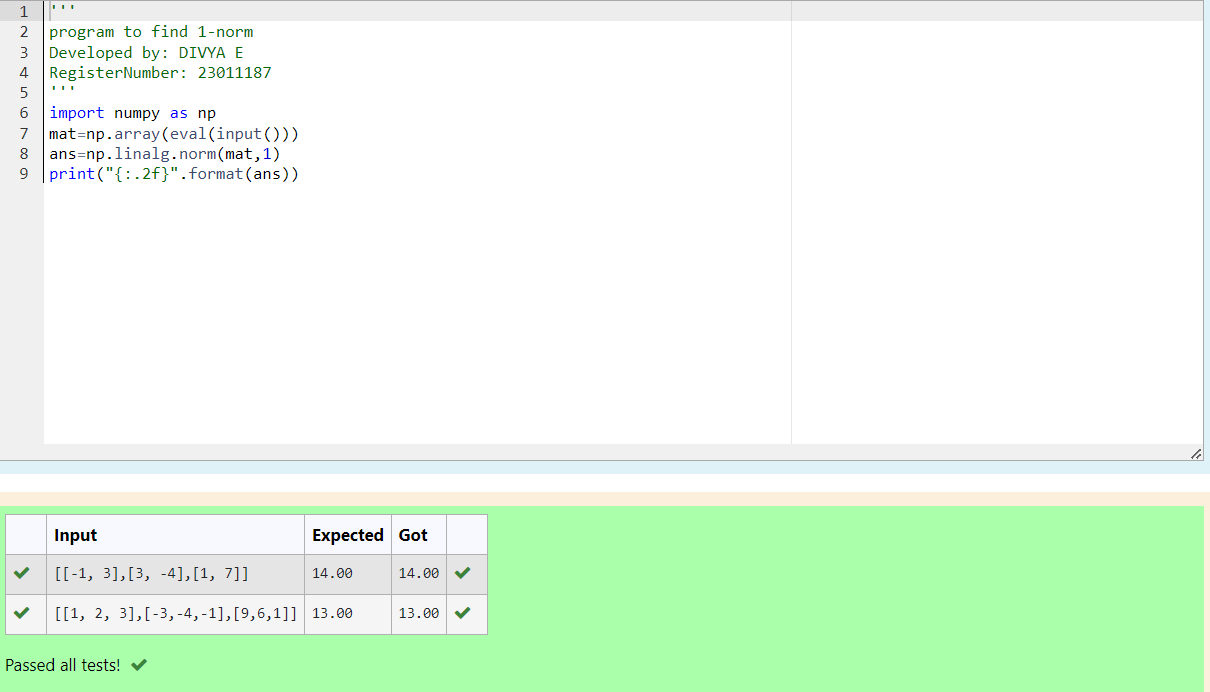 1 '''
2 program to find 1-norm
3 Developed by: DIVYA E
4 RegisterNumber: 23011187
5 '''
6 import numpy as np
7 mat=np.array(eval(input()))
8 ans=np.linalg.norm(mat,1)
9 print("{:.2f}".format(ans))
Input Expected Got
[[-1, 3],[3, -4],[1, 7]] 14.00 14.00
[[1, 2, 3],[-3,-4,-1],[9,6,1]] 13.00 13.00
Passed all tests!